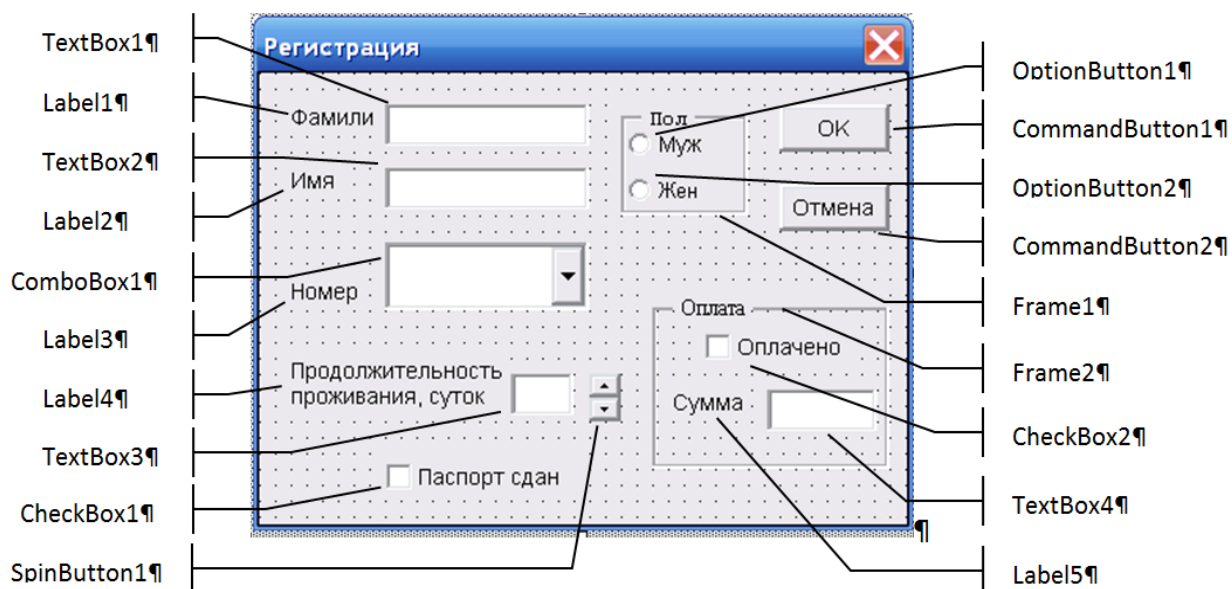 TextBox1¶
Label1¶
TextBox2¶
Label2¶
ComboBox1¶
Label3¶
Label4¶
TextBox3¶
CheckBox1¶
SpinButton1¶
Регистрация
Фамили
Имя
Номер
Продолжительность
проживания, суток
Паспорт сдан
Пол
Муж
Жен
OK
Отмена
Оплата
Оплачено
Сумма
¶
OptionButton1¶
CommandButton1¶
OptionButton2¶
CommandButton2¶
Frame1¶
Frame2¶
CheckBox2¶
TextBox4¶
Label5¶